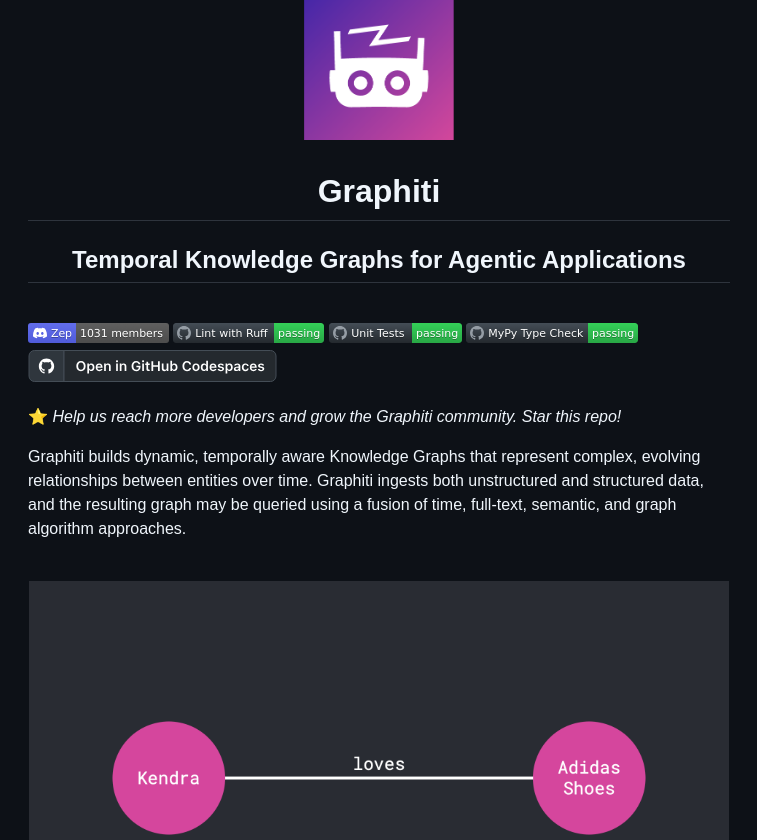 Graphiti
Temporal Knowledge Graphs for Agentic Applications
Zep 1031 members Lint with Ruff passing Unit Tests passing MyPy Type Check passing
Open in GitHub Codespaces
⭐ Help us reach more developers and grow the Graphiti community. Star this repo!
Graphiti builds dynamic, temporally aware Knowledge Graphs that represent complex, evolving
relationships between entities over time. Graphiti ingests both unstructured and structured data,
and the resulting graph may be queried using a fusion of time, full-text, semantic, and graph
algorithm approaches.
loves
Kendra
Adidas
Shoes